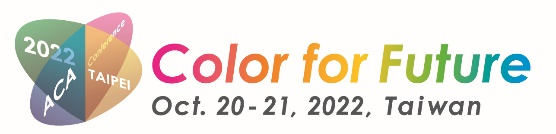 2022
Conference
ACA
TAIPEI
Color for Future
Oct. 20-21, 2022, Taiwan